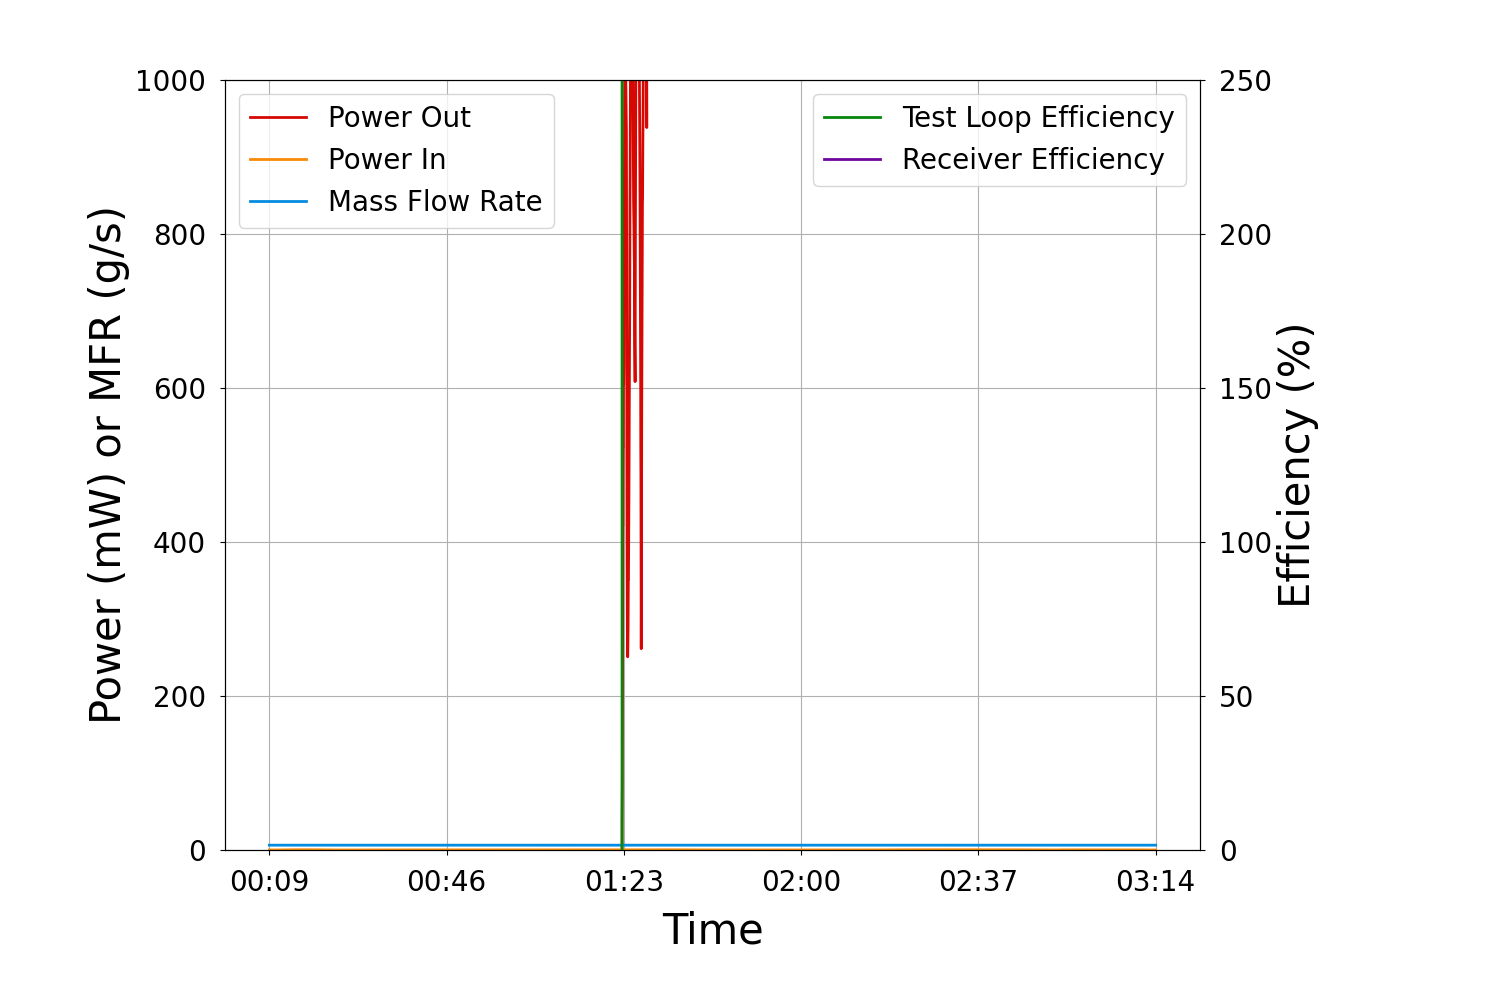 1000
800
600
400
200
0
Power (mW) or MFR (g/s)
Power Out
Power In
Mass Flow Rate
Test Loop Efficiency
Receiver Efficiency
250
200
150
100
50
0
Efficiency (%)
00:09 00:46 01:23 02:00 02:37 03:14
Time